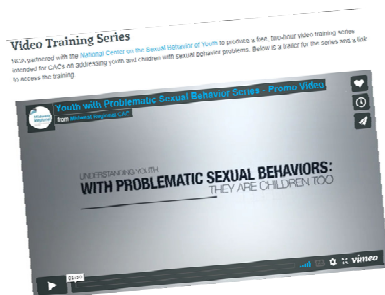 Video Training Series
partnered with the National Center on the Sexual Behavior of Youth to produce a free, two-hour video training series
intended for CACs on addressing youth and children with sexual behavior problems. Below is a trailer for the series and a link
to access the training.
Youth with Problematic Sexual Behavior Series - Promo Video
from Regional CAC
UNDERSTANDING YOUTH
WITH PROBLEMATIC SEXUAL BEHAVIORS:
THEY ARE CHILDREN TOO
vimeo